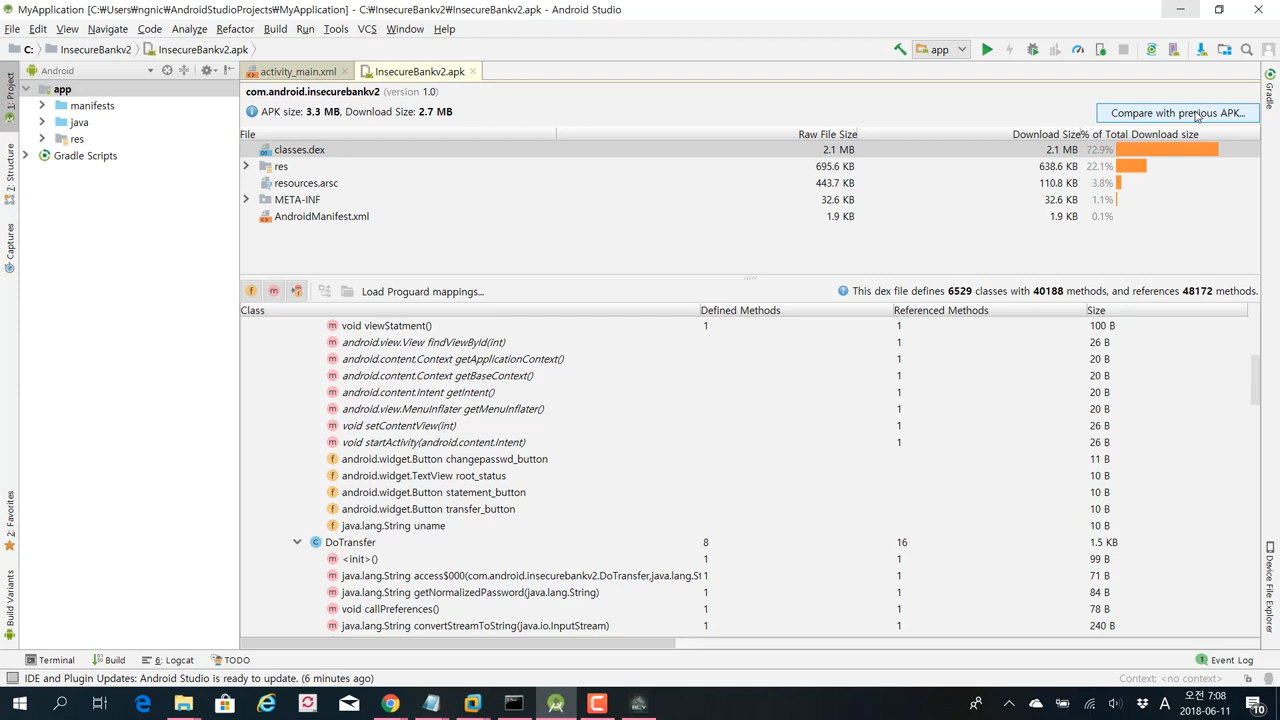 MyApplication [C:₩Users₩ngnic₩AndroidStudioProjects₩MyApplication] - C:₩InsecureBankv2₩InsecureBankv2.apk - Android Studio
File Edit View Navigate Code Analyze Refactor Build Run Tools VCS Window Help
C: InsecureBankv2 InsecureBankv2.apk app
1: Project
7: Structure
Captures
2: Favorites
Build Variants
Android
app
manifests
java
res
Gradle Scripts
activity_main.xml InsecureBankv2.apk
com.android.insecurebankv2 (version 1.0)
APK size: 3.3 MB, Download Size: 2.7 MB
Compare with previous APK...
File Raw File Size Download Size % of Total Download size
classes.dex 2.1 MB 2.1 MB 72.9%
res 695.6 KB 638.6 KB 22.1%
resources.arsc 443.7 KB 110.8 KB 3.8%
META-INF 32.6 KB 32.6 KB 1.1%
AndroidManifest.xml 1.9 KB 1.9 KB 0.1%
Load Proguard mappings... This dex file defines 6529 classes with 40188 methods, and references 48172 methods.
Class Defined Methods Referenced Methods Size
void viewStatment() 1 1 100 B
android.view.View findViewById(int) 1 26 B
android.content.Context getApplicationContext() 1 20 B
android.content.Context getBaseContext() 1 20 B
android.content.Intent getIntent() 1 20 B
android.view.MenuInflater getMenuInflater() 1 20 B
void setContentView(int) 1 26 B
void startActivity(android.content.Intent) 1 26 B
android.widget.Button changepasswd_button 11 B
android.widget.TextView root_status 10 B
android.widget.Button statement_button 10 B
android.widget.Button transfer_button 10 B
java.lang.String uname 10 B
DoTransfer 8 16 1.5 KB
<init>() 1 1 99 B
java.lang.String access$000(com.android.insecurebankv2.DoTransfer,java.lang.St 1 1 71 B
java.lang.String getNormalizedPassword(java.lang.String) 1 1 84 B
void callPreferences() 1 1 78 B
java.lang.String convertStreamToString(java.io.InputStream) 1 1 240 B
Gradle
Device File Explorer
Terminal Build 6: Logcat TODO 1 Event Log
IDE and Plugin Updates: Android Studio is ready to update. (6 minutes ago) Context: <no context>
BCV A 오전 7:08
2018-06-11 10